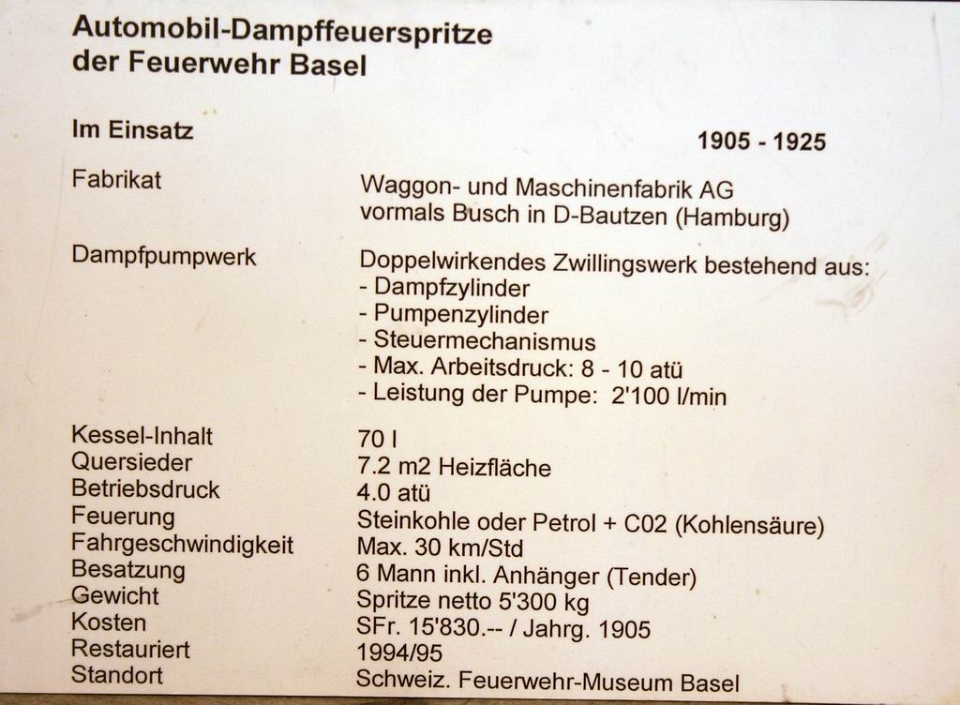 Automobil-Dampffeuerspritze
der Feuerwehr Basel
Im Einsatz 1905 - 1925
Fabrikat Waggon- und Maschinenfabrik AG
vormals Busch in D-Bautzen (Hamburg)
Dampfpumpwerk Doppelwirkendes Zwillingswerk bestehend aus:
- Dampfzylinder
- Pumpenzylinder
- Steuermechanismus
- Max. Arbeitsdruck: 8 - 10 atü
- Leistung der Pumpe: 2'100 l/min
Kessel-Inhalt 70 l
Quersieder 7.2 m2 Heizfläche
Betriebsdruck 4.0 atü
Feuerung Steinkohle oder Petrol + C02 (Kohlensäure)
Fahrgeschwindigkeit Max. 30 km/Std
Besatzung 6 Mann inkl. Anhänger (Tender)
Gewicht Spritze netto 5'300 kg
Kosten SFr. 15'830.-- / Jahrg. 1905
Restauriert 1994/95
Standort Schweiz. Feuerwehr-Museum Basel